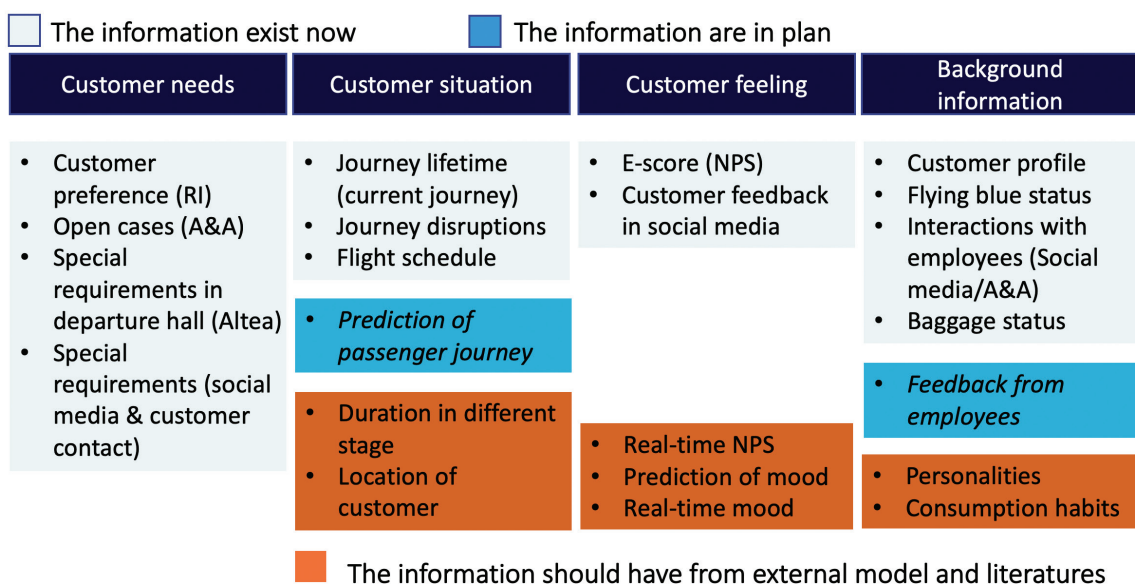 The information exist now
The information are in plan
Customer needs
Customer situation
Customer feeling
Background
information
• Customer
preference (RI)
• Open cases (A&A)
• Special
requirements in
departure hall (Altea)
• Special
requirements (social
media & customer
contact)
• Journey lifetime
(current journey)
• Journey disruptions
• Flight schedule
• Prediction of
passenger journey
• Duration in different
stage
• Location of
customer
• E-score (NPS)
• Customer feedback
in social media
• Real-time NPS
• Prediction of mood
• Real-time mood
• Customer profile
• Flying blue status
• Interactions with
employees (Social
media/A&A)
• Baggage status
• Feedback from
employees
• Personalities
• Consumption habits
The information should have from external model and literatures